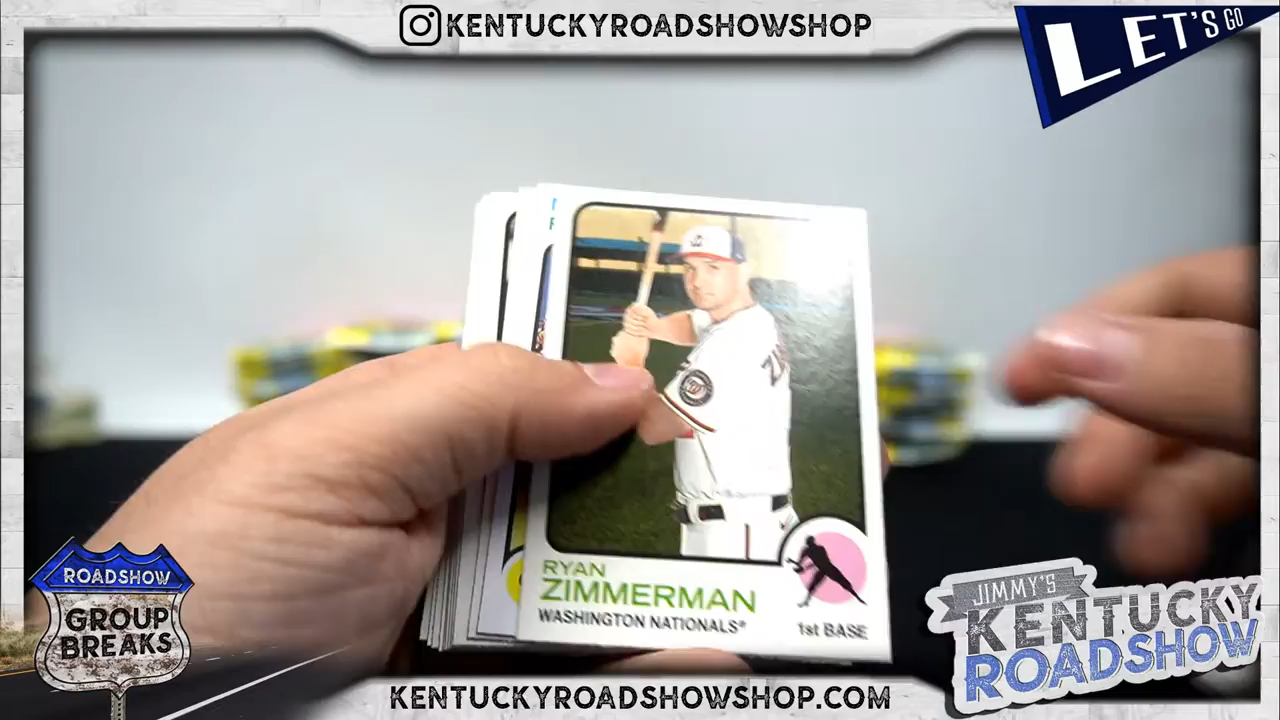 KENTUCKYROADSHOWSHOP
LET'S GO
RYAN
ZIMMERMAN
WASHINGTON NATIONALS®
1st BASE
ROADSHOW
GROUP
BREAKS
JIMMY'S
KENTUCKY
ROADSHOW
KENTUCKYROADSHOWSHOP.COM